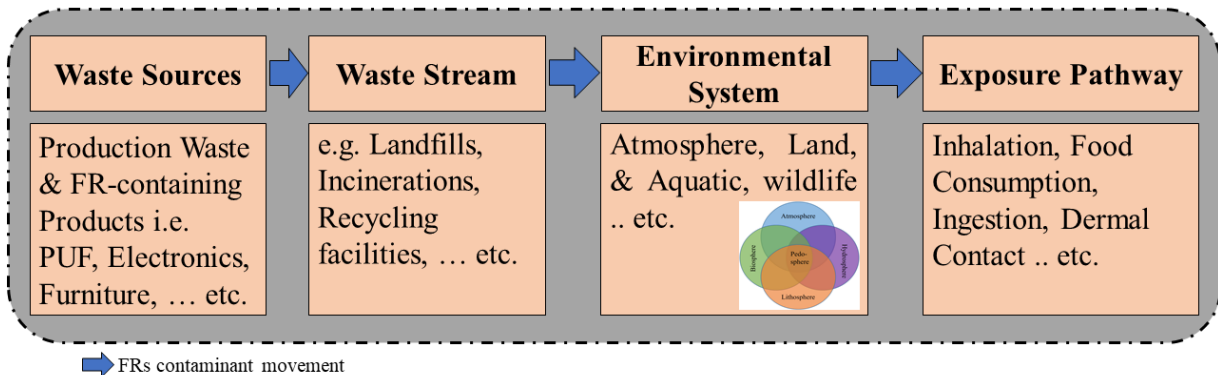 Waste Sources
Waste Stream
Environmental
System
Exposure Pathway
Production Waste
& FR-containing
Products i.e.
PUF, Electronics,
Furniture, … etc.
e.g. Landfills,
Incinerations,
Recycling
facilities, … etc.
Atmosphere, Land,
& Aquatic, wildlife
.. etc.
Atmosphere
Biosphere
Pedo-
sphere
Hydrosphere
Lithosphere
Inhalation, Food
Consumption,
Ingestion, Dermal
Contact .. etc.
FRs contaminant movement